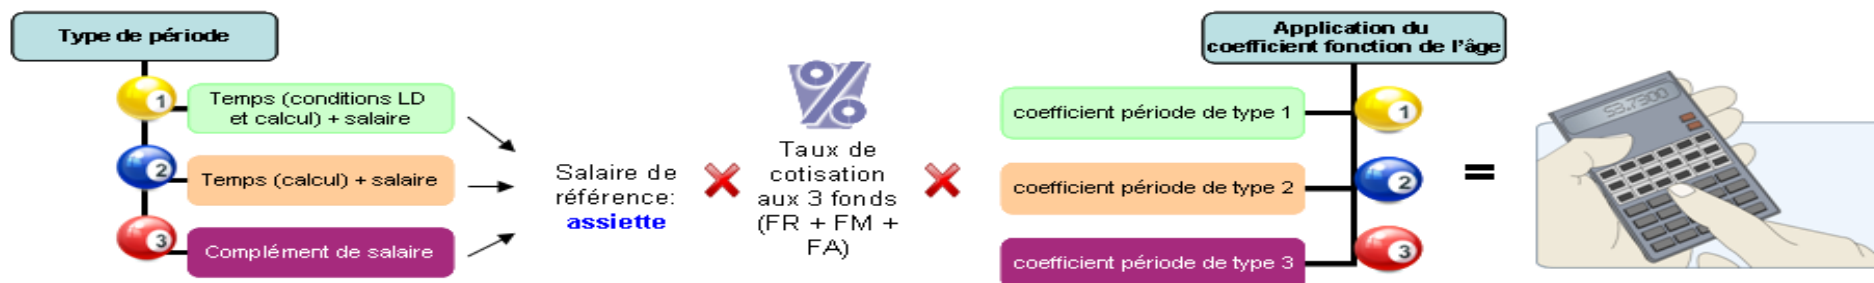 Type de période
1
Temps (conditions LD
et calcul) + salaire
2
Temps (calcul) + salaire
3
Complément de salaire
Salaire de
référence:
assiette
%
Taux de
cotisation
aux 3 fonds
(FR + FM +
FA)
Application du
coefficient fonction de l'âge
coefficient période de type 1
1
coefficient période de type 2
2
coefficient période de type 3
3
=
53.7300